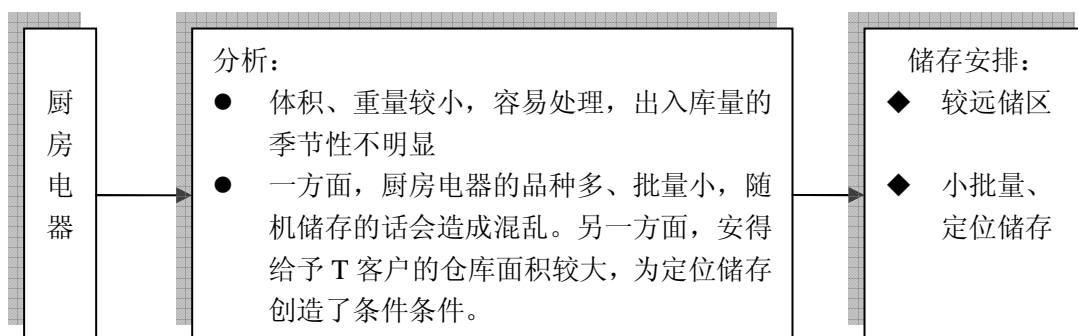 厨
房
电
器
分析：
● 体积、重量较小，容易处理，出入库量的
季节性不明显
● 一方面，厨房电器的品种多、批量小，随
机储存的话会造成混乱。另一方面，安得
给予 T 客户的仓库面积较大，为定位储存
创造了条件条件。
储存安排：
◆ 较远储区
◆ 小批量、
定位储存